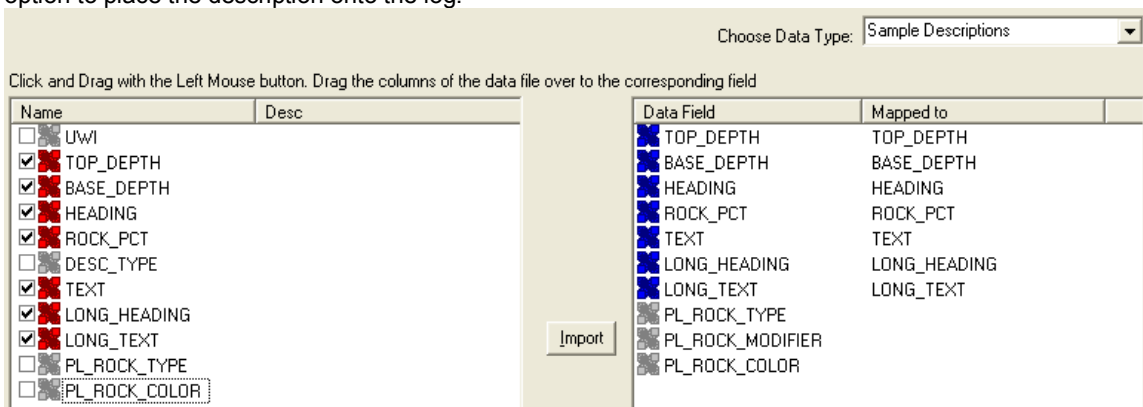 option to place the description onto the log.
Choose Data Type: Sample Descriptions
Click and Drag with the Left Mouse button. Drag the columns of the data file over to the corresponding field
Name Desc
UWI
TOP_DEPTH
BASE_DEPTH
HEADING
ROCK_PCT
DESC_TYPE
TEXT
LONG_HEADING
LONG_TEXT
PL_ROCK_TYPE
PL_ROCK_COLOR
Import
Data Field Mapped to
TOP_DEPTH TOP_DEPTH
BASE_DEPTH BASE_DEPTH
HEADING HEADING
ROCK_PCT ROCK_PCT
TEXT TEXT
LONG_HEADING LONG_HEADING
LONG_TEXT LONG_TEXT
PL_ROCK_TYPE
PL_ROCK_MODIFIER
PL_ROCK_COLOR